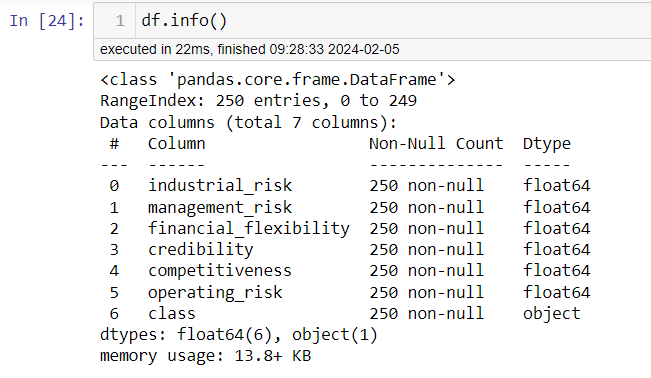 In [24]: 1 df.info()
executed in 22ms, finished 09:28:33 2024-02-05
<class 'pandas.core.frame.DataFrame'>
RangeIndex: 250 entries, 0 to 249
Data columns (total 7 columns):
 #   Column                 Non-Null Count  Dtype
---  ------                 --------------  -----
 0   industrial_risk        250 non-null    float64
 1   management_risk        250 non-null    float64
 2   financial_flexibility  250 non-null    float64
 3   credibility            250 non-null    float64
 4   competitiveness        250 non-null    float64
 5   operating_risk         250 non-null    float64
 6   class                  250 non-null    object
dtypes: float64(6), object(1)
memory usage: 13.8+ KB